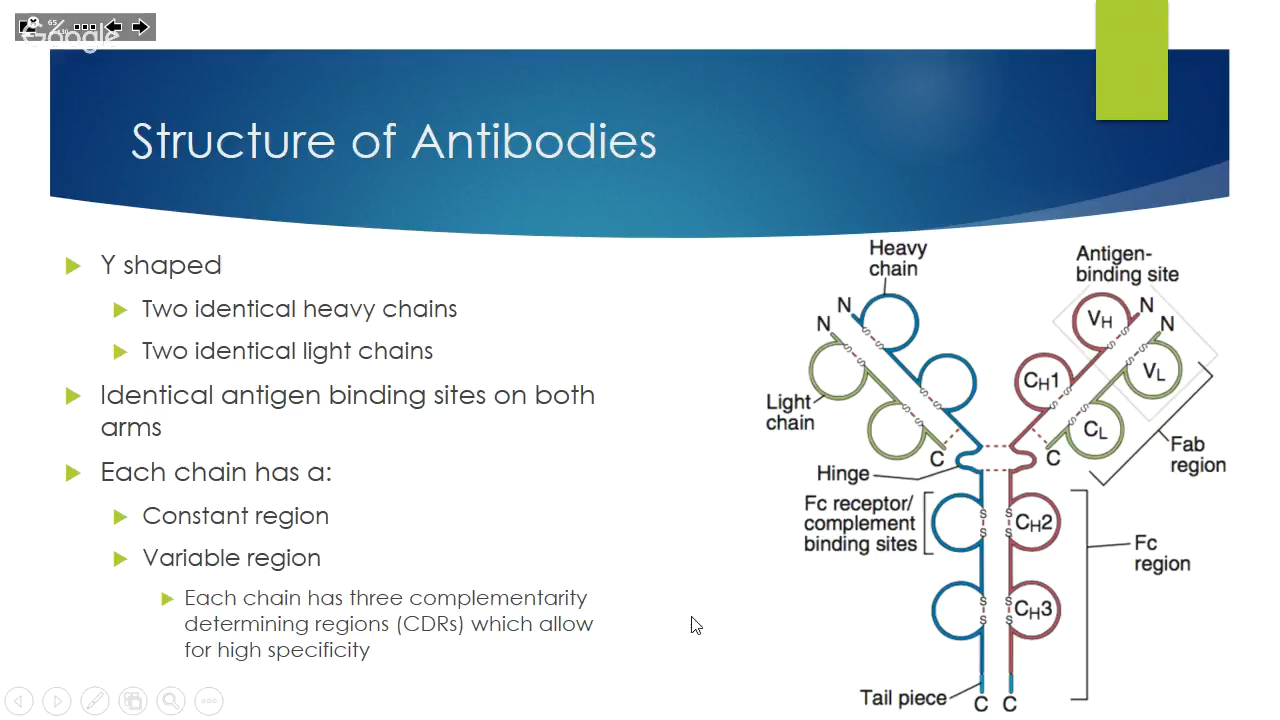 65
Google
Structure of Antibodies
Y shaped
Two identical heavy chains
Two identical light chains
Identical antigen binding sites on both
arms
Each chain has a:
Constant region
Variable region
Each chain has three complementarity
determining regions (CDRs) which allow
for high specificity
Heavy
chain
Antigen-
binding site
N
N
N
N
VH
VL
CH1
CL
Light
chain
C
C
Hinge
Fab
region
Fc receptor/
complement
binding sites
S
S
S
S
CH2
Fc
region
S
S
S
S
CH3
Tail piece
C C